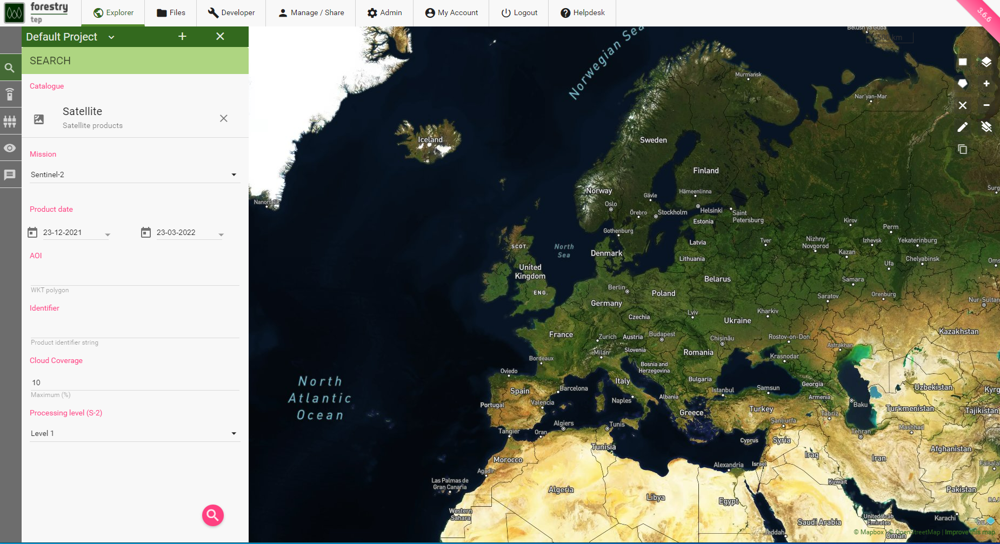 forestry
tep
Explorer
Files
Developer
Manage / Share
Admin
My Account
Logout
Helpdesk
3.6.6
Default Project
SEARCH
Catalogue
Satellite
Satellite products
Mission
Sentinel-2
Product date
23-12-2021
23-03-2022
AOI
WKT polygon
Identifier
Product identifier string
Cloud Coverage
10
Maximum (%)
Processing level (S-2)
Level 1
Norwegian Sea
Belush'ya Guba
500 km
Murmansk
Nar'yan-Mar
Iceland
Sweden
Finland
Nanortalik
Norway
Oslo
Gävle
Hämeenlinna
Örebro
Stockholm
Helsinki
Saint
Petersburg
Estonia
Gothenburg
Kirov
Perm
Surg
SCOT.
North
Sea
Denmark
Latvia
Lithuania
Tver
Nizhny
Novgorod
Izhevsk
Yekaterinburg
Kazan
Chelyabinsk
Ufa
Oms
United
Kingdom
ENG.
Belarus
Samara
Berlin
Poland
Germany
Saratov
Orenburg
Nur-Sultan
Czechia
Lviv
Kharkiv
Ukraine
France
Zurich
Austria
Budapest
Chișinău
Rostov-on-Don
Kazakhstan
Milan
Slovenia
Romania
Astrakhan
Bordeaux
Krasnodar
Bosnia and
Herzegovina
Oviedo
Italy
Bulgaria
North
Atlantic
Ocean
Spain
Barcelona
Istanbul
Samsun
Georgia
Uzbekistan
Kyrg
Portugal
Valencia
Naples
Albania
Armenia
Baku
Greece
Turkey
Turkmenistan
Tajikistan
Algiers
Tunis
Şanlıurfa
Tabriz
Tangier
Oran
Tehran
Mashhad
Tunisia
Cyprus
Syria
Afghanistan
Morocco
Iraq
Iran
Alexandria
Israel
Faisala
Agadir
Las Palmas de
Gran Canaria
Kuwait
Algeria
Libya
Egypt
Pakistan
RAJ
Western
Sahara
Saudi Arabia
United Arab
Emirates
Karachi
GUJ
Jeddah
Oman
© Mapbox © OpenStreetMap | Improve this map